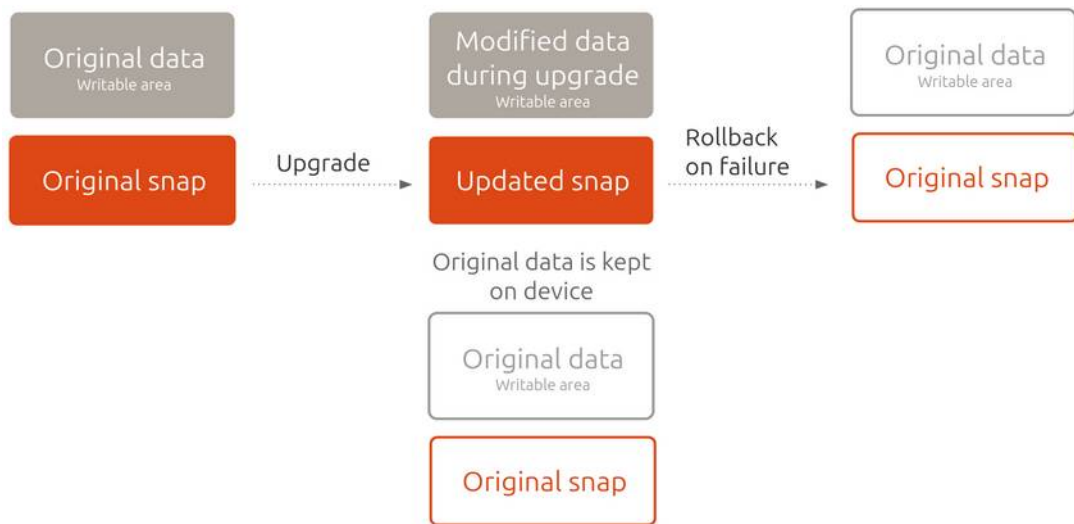 Original data
Writable area
Original snap
Upgrade
Modified data
during upgrade
Writable area
Updated snap
Original data is kept
on device
Original data
Writable area
Original snap
Rollback
on failure
Original data
Writable area
Original snap